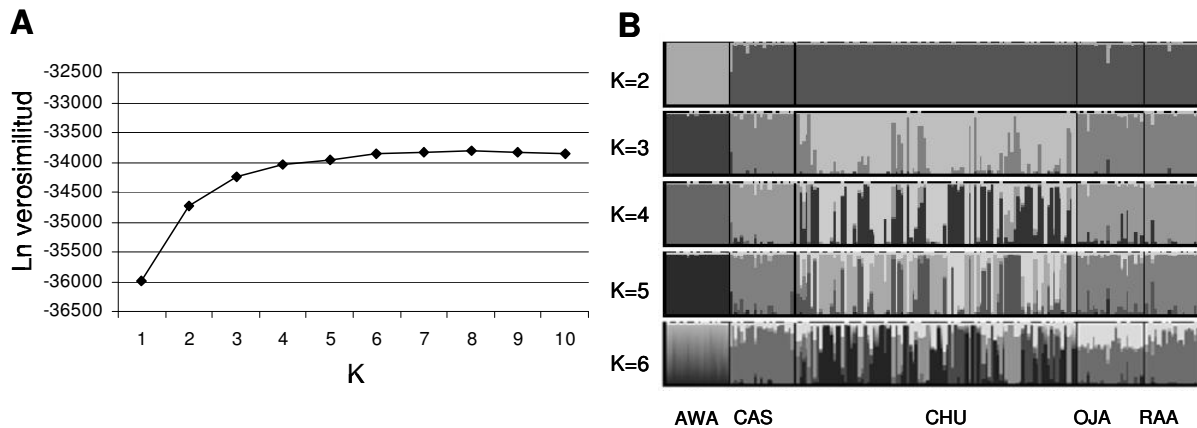 A
Ln verosimilitud
-32500
-33000
-33500
-34000
-34500
-35000
-35500
-36000
-36500
1 2 3 4 5 6 7 8 9 10
K
B
K=2
K=3
K=4
K=5
K=6
AWA CAS CHU OJA RAA